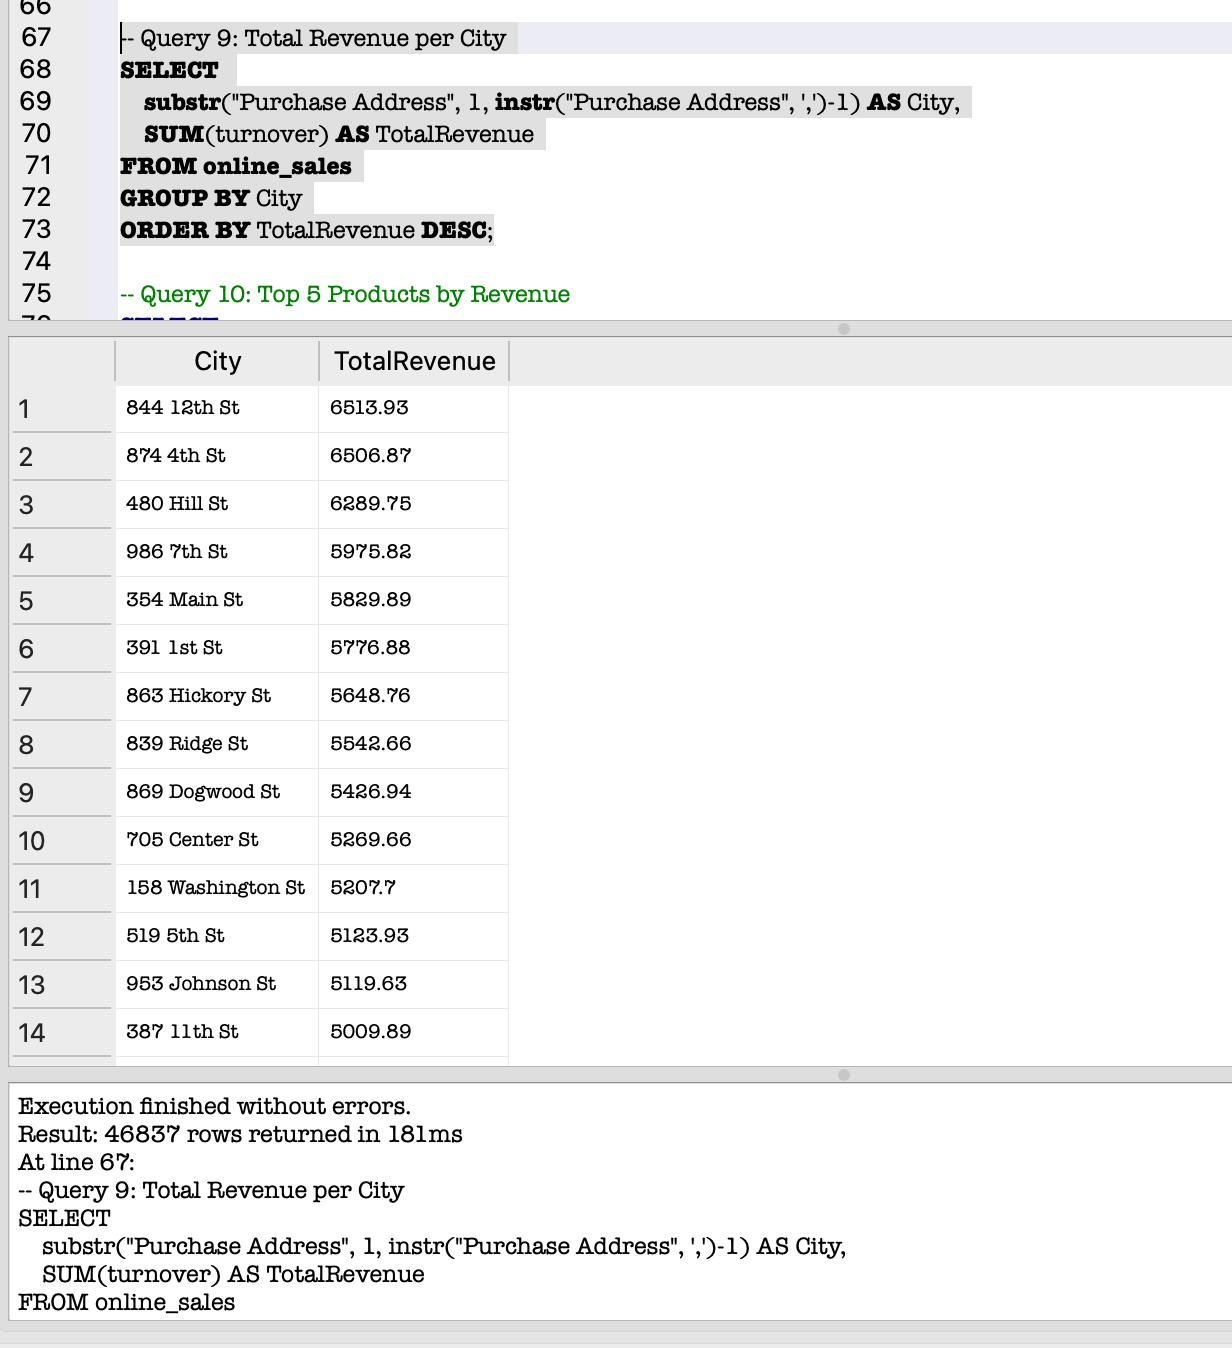 66
67 -- Query 9: Total Revenue per City
68 SELECT
69 substr("Purchase Address", 1, instr("Purchase Address", ',')-1) AS City,
70 SUM(turnover) AS TotalRevenue
71 FROM online_sales
72 GROUP BY City
73 ORDER BY TotalRevenue DESC;
74
75 -- Query 10: Top 5 Products by Revenue
76 SELECT
City TotalRevenue
1 844 12th St 6513.93
2 874 4th St 6506.87
3 480 Hill St 6289.75
4 986 7th St 5975.82
5 354 Main St 5829.89
6 391 1st St 5776.88
7 863 Hickory St 5648.76
8 839 Ridge St 5542.66
9 869 Dogwood St 5426.94
10 705 Center St 5269.66
11 158 Washington St 5207.7
12 519 5th St 5123.93
13 953 Johnson St 5119.63
14 387 11th St 5009.89
Execution finished without errors.
Result: 46837 rows returned in 181ms
At line 67:
-- Query 9: Total Revenue per City
SELECT
substr("Purchase Address", 1, instr("Purchase Address", ',')-1) AS City,
SUM(turnover) AS TotalRevenue
FROM online_sales